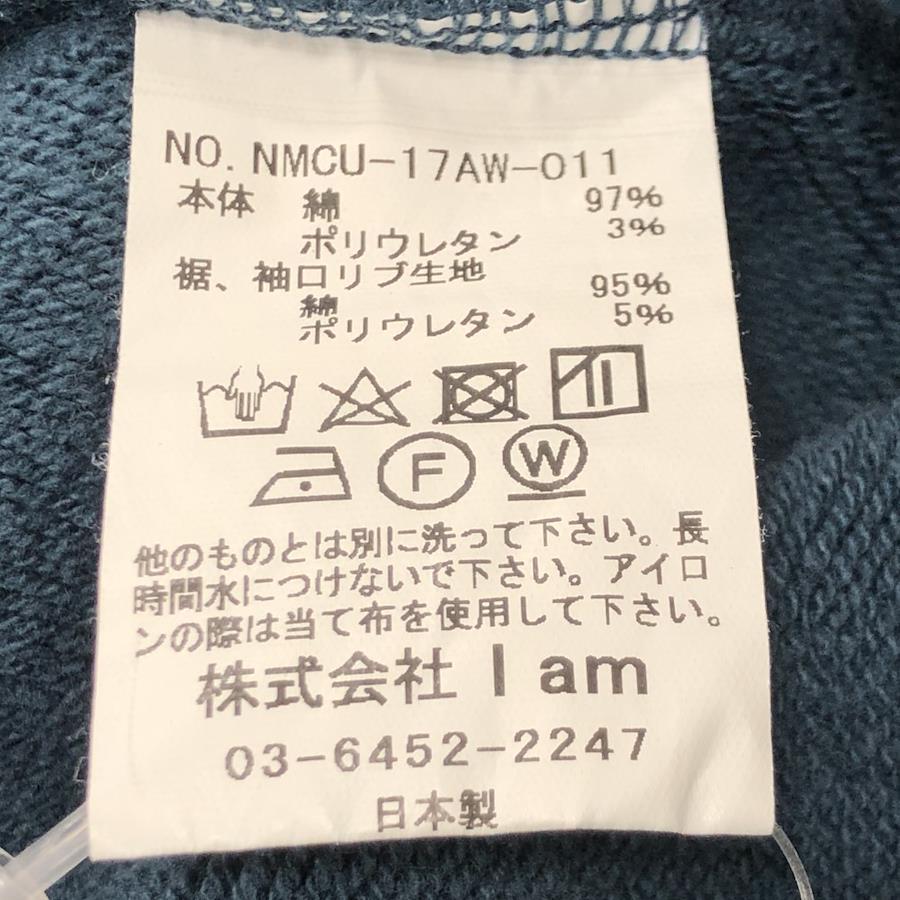 NO. NMCU-17AW-011
本体 綿 97%
ポリウレタン 3%
裾、袖口リブ生地
綿 95%
ポリウレタン 5%
F W
他のものとは別に洗って下さい。長
時間水につけないで下さい。アイロ
ンの際は当て布を使用して下さい。
株式会社 I am
03-6452-2247
日本製